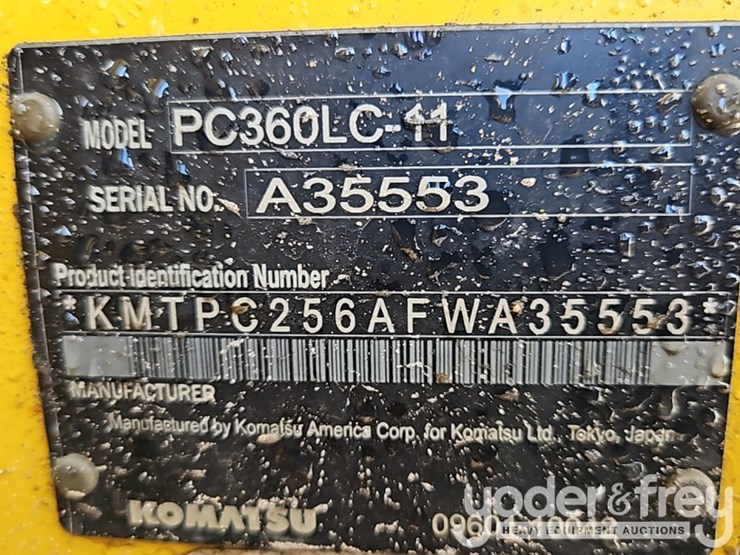 MODEL PC360LC-11
SERIAL NO. A35553
Product Identification Number
*KMTPC256AFWA35553*
MANUFACTURER
Manufactured by Komatsu America Corp. for Komatsu Ltd., Tokyo, Japan
KOMATSU
yoder&frey
HEAVY EQUIPMENT AUCTIONS